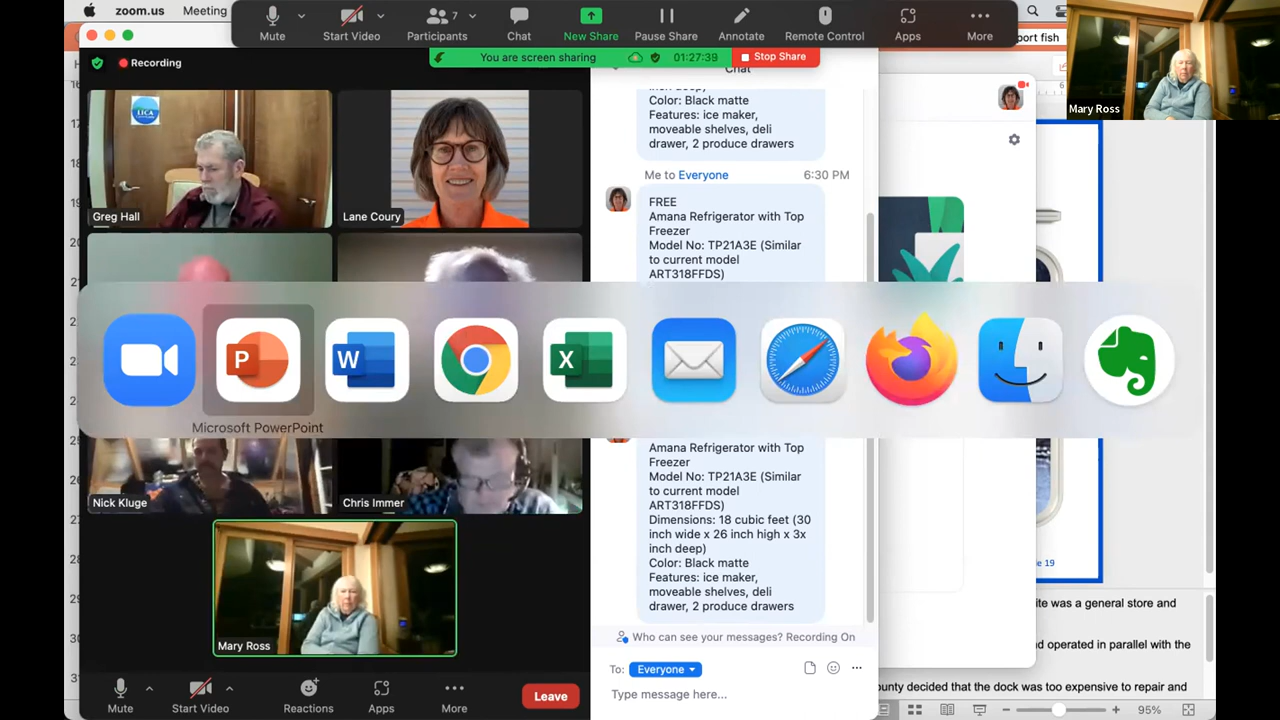 zoom.us Meeting
Mute
Start Video
7
Participants
Chat
New Share
Pause Share
Annotate
Remote Control
Apps
More
port fish
You are screen sharing
01:27:39
Stop Share
Recording
Chat
inch deep)
Color: Black matte
Features: ice maker,
moveable shelves, deli
drawer, 2 produce drawers
Me to Everyone
6:30 PM
FREE
Amana Refrigerator with Top
Freezer
Model No: TP21A3E (Similar
to current model
ART318FFDS)
LICA
Greg Hall
Lane Coury
Mary Ross
P
W
X
Microsoft PowerPoint
Amana Refrigerator with Top
Freezer
Model No: TP21A3E (Similar
to current model
ART318FFDS)
Dimensions: 18 cubic feet (30
inch wide x 26 inch high x 3x
inch deep)
Color: Black matte
Features: ice maker,
moveable shelves, deli
drawer, 2 produce drawers
Nick Kluge
Chris Immer
Mary Ross
Who can see your messages? Recording On
To: Everyone
Type message here...
Mute
Start Video
Reactions
Apps
More
Leave
19
was a general store and
operated in parallel with the
decided that the dock was too expensive to repair and
95%